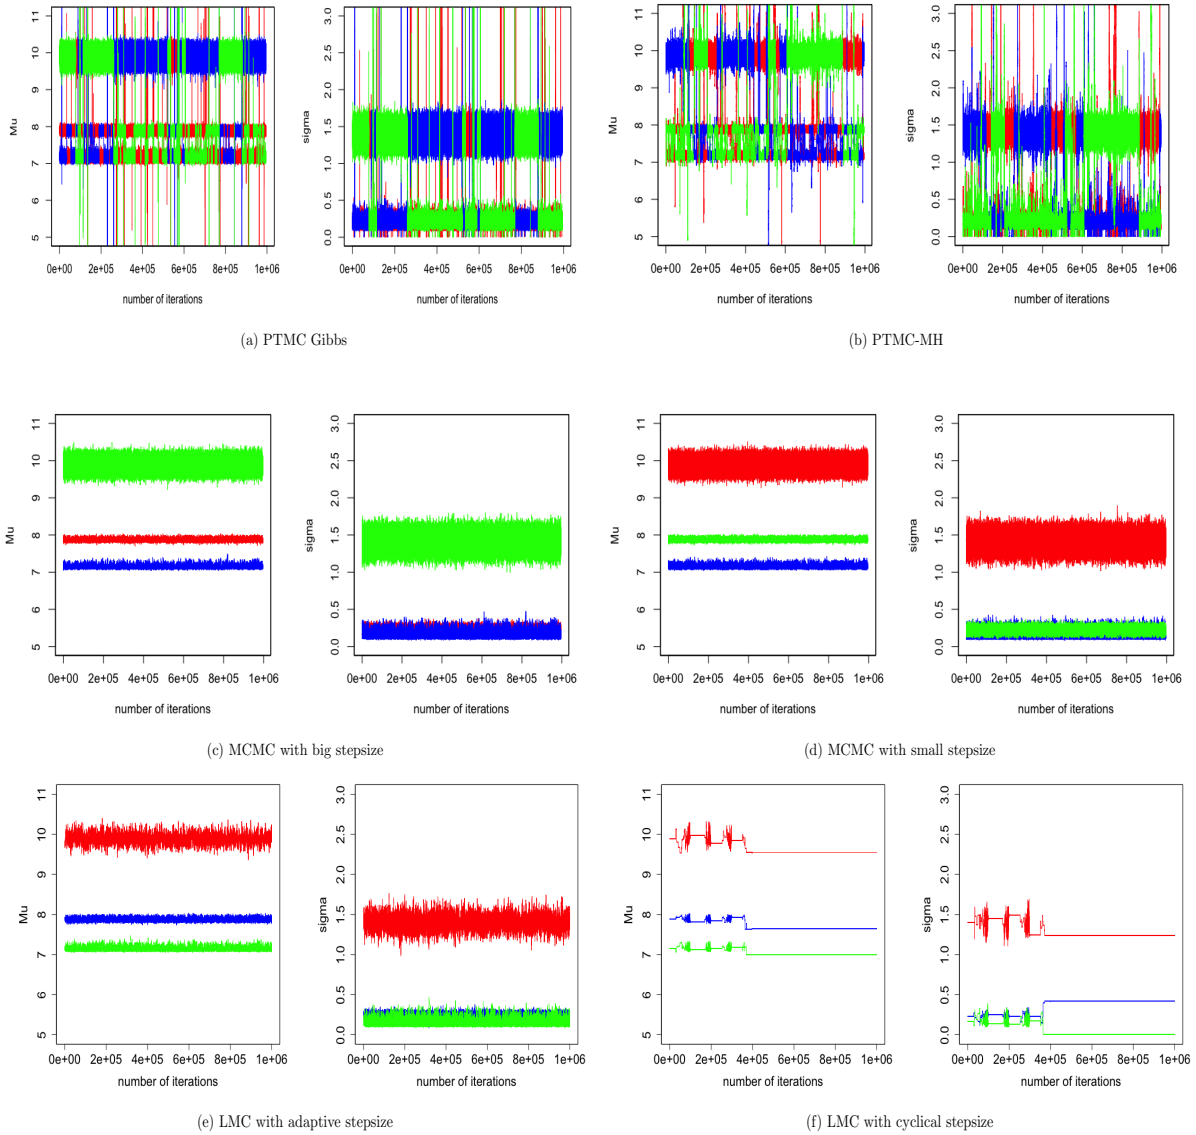 Mu
11
10
9
8
7
6
5
0e+00 2e+05 4e+05 6e+05 8e+05 1e+06
number of iterations
sigma
3.0
2.5
2.0
1.5
1.0
0.5
0.0
0e+00 2e+05 4e+05 6e+05 8e+05 1e+06
number of iterations
(a) PTMC Gibbs
Mu
11
10
9
8
7
6
5
0e+00 2e+05 4e+05 6e+05 8e+05 1e+06
number of iterations
sigma
3.0
2.5
2.0
1.5
1.0
0.5
0.0
0e+00 2e+05 4e+05 6e+05 8e+05 1e+06
number of iterations
(b) PTMC-MH
Mu
11
10
9
8
7
6
5
0e+00 2e+05 4e+05 6e+05 8e+05 1e+06
number of iterations
sigma
3.0
2.5
2.0
1.5
1.0
0.5
0.0
0e+00 2e+05 4e+05 6e+05 8e+05 1e+06
number of iterations
(c) MCMC with big stepsize
Mu
11
10
9
8
7
6
5
0e+00 2e+05 4e+05 6e+05 8e+05 1e+06
number of iterations
sigma
3.0
2.5
2.0
1.5
1.0
0.5
0.0
0e+00 2e+05 4e+05 6e+05 8e+05 1e+06
number of iterations
(d) MCMC with small stepsize
Mu
11
10
9
8
7
6
5
0e+00 2e+05 4e+05 6e+05 8e+05 1e+06
number of iterations
sigma
3.0
2.5
2.0
1.5
1.0
0.5
0.0
0e+00 2e+05 4e+05 6e+05 8e+05 1e+06
number of iterations
(e) LMC with adaptive stepsize
Mu
11
10
9
8
7
6
5
0e+00 2e+05 4e+05 6e+05 8e+05 1e+06
number of iterations
sigma
3.0
2.5
2.0
1.5
1.0
0.5
0.0
0e+00 2e+05 4e+05 6e+05 8e+05 1e+06
number of iterations
(f) LMC with cyclical stepsize